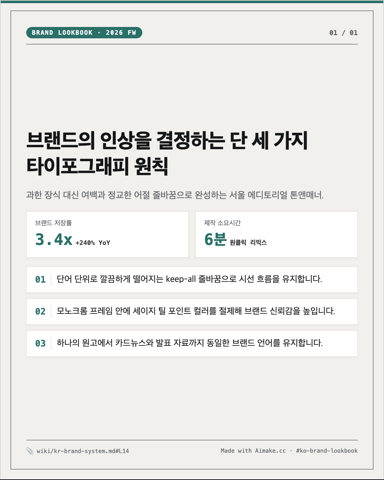 BRAND LOOKBOOK · 2026 FW
01 / 01
브랜드의 인상을 결정하는 단 세 가지
타이포그래피 원칙
과한 장식 대신 여백과 정교한 어절 줄바꿈으로 완성하는 서울 에디토리얼 톤앤매너.
브랜드 저장률
3.4x +240% YoY
제작 소요시간
6분 원클릭 리믹스
01 단어 단위로 깔끔하게 떨어지는 keep-all 줄바꿈으로 시선 흐름을 유지합니다.
02 모노크롬 프레임 안에 세이지 틸 포인트 컬러를 절제해 브랜드 신뢰감을 높입니다.
03 하나의 원고에서 카드뉴스와 발표 자료까지 동일한 브랜드 언어를 유지합니다.
wiki/kr-brand-system.md#L14
Made with Aimake.cc · #ko-brand-lookbook